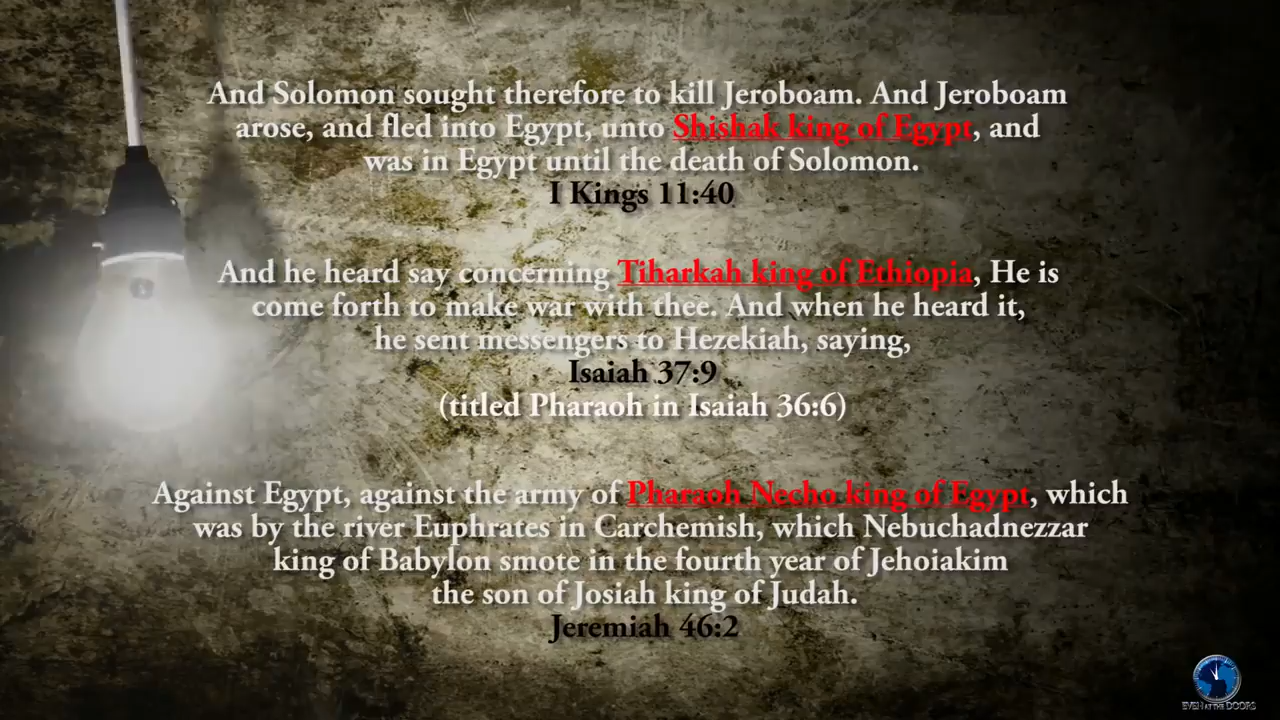 And Solomon sought therefore to kill Jeroboam. And Jeroboam
arose, and fled into Egypt, unto Shishak king of Egypt, and
was in Egypt until the death of Solomon.
I Kings 11:40
And he heard say concerning Tiharkah king of Ethiopia, He is
come forth to make war with thee. And when he heard it,
he sent messengers to Hezekiah, saying,
Isaiah 37:9
(titled Pharaoh in Isaiah 36:6)
Against Egypt, against the army of Pharaoh Necho king of Egypt, which
was by the river Euphrates in Carchemish, which Nebuchadnezzar
king of Babylon smote in the fourth year of Jehoiakim
the son of Josiah king of Judah.
Jeremiah 46:2
EVEN AT THE DOORS